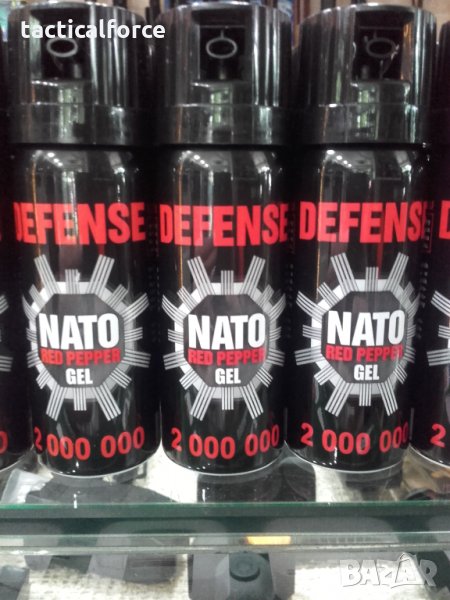 tacticalforce
DEFENSE DEFENSE DEFENSE
NATO NATO NATO
RED PEPPER RED PEPPER RED PEPPER
GEL GEL GEL
2 000 000 2 000 000 2 000 000 2
BAZAR